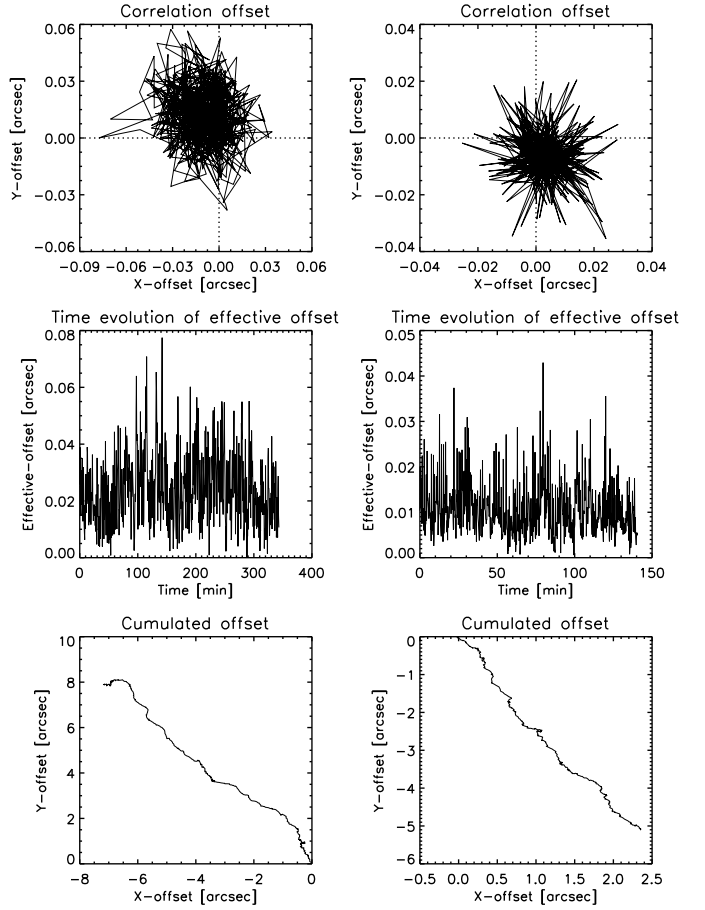 Correlation offset
Correlation offset
0.06
0.03
0.00
−0.03
−0.06
Y−offset [arcsec]
−0.09 −0.06 −0.03 0.00 0.03 0.06
X−offset [arcsec]
0.04
0.02
0.00
−0.02
−0.04
Y−offset [arcsec]
−0.04 −0.02 0.00 0.02 0.04
X−offset [arcsec]
Time evolution of effective offset
Time evolution of effective offset
0.08
0.06
0.04
0.02
0.00
Effective−offset [arcsec]
0 100 200 300 400
Time [min]
0.05
0.04
0.03
0.02
0.01
0.00
Effective−offset [arcsec]
0 50 100 150
Time [min]
Cumulated offset
Cumulated offset
10
8
6
4
2
0
Y−offset [arcsec]
−8 −6 −4 −2 0
X−offset [arcsec]
0
−1
−2
−3
−4
−5
−6
Y−offset [arcsec]
−0.5 0.0 0.5 1.0 1.5 2.0 2.5
X−offset [arcsec]